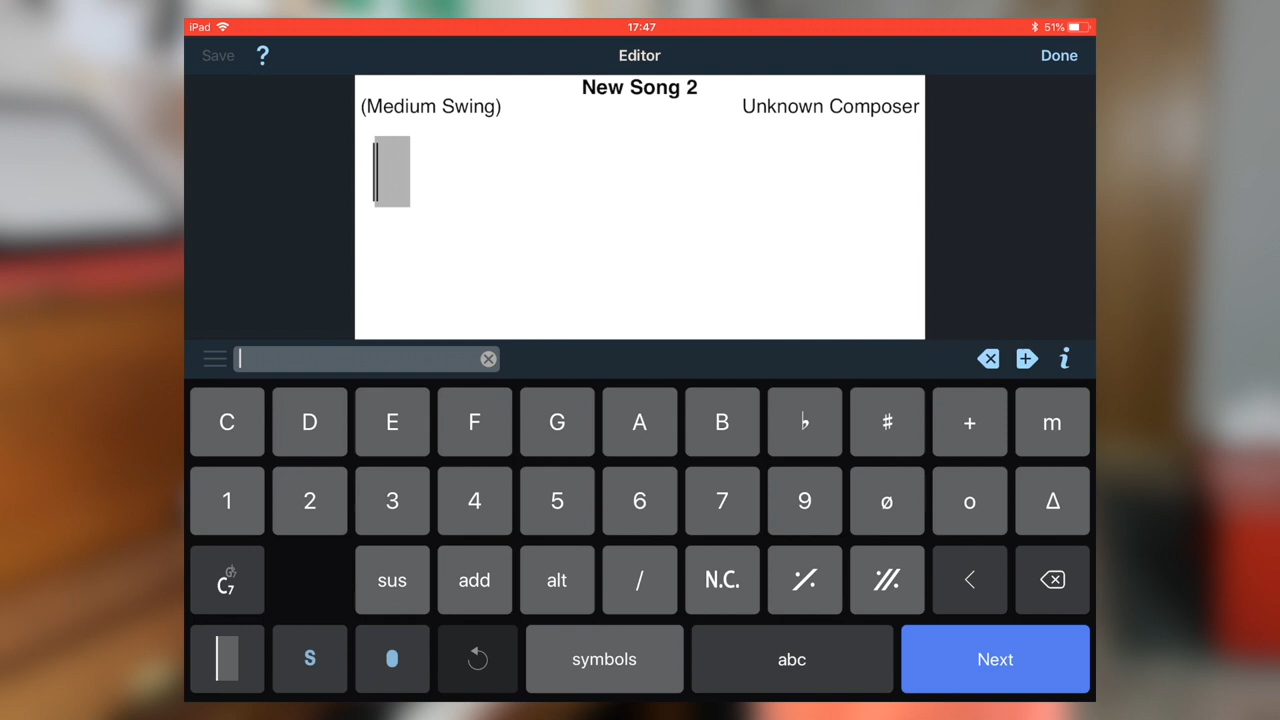 iPad 17:47 51%
Save ? Editor Done
New Song 2
(Medium Swing) Unknown Composer
i
C D E F G A B ♭ ♯ + m
1 2 3 4 5 6 7 9 ø o Δ
C7 sus add alt / N.C. 𝄎 𝄏 <
S symbols abc Next